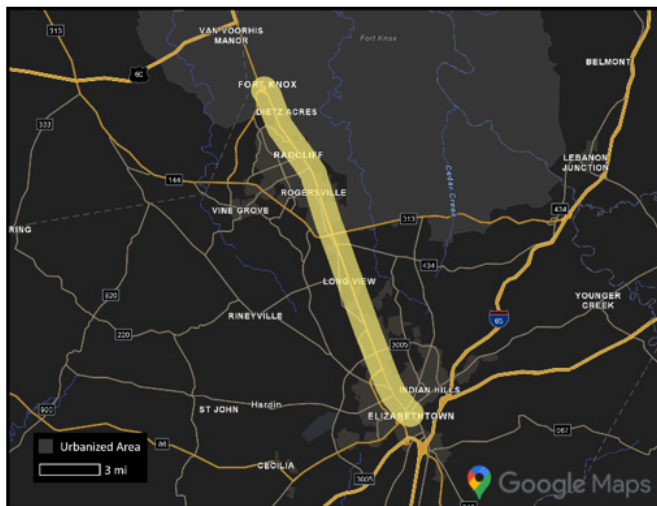 313
VAN VOORHIS
MANOR
Fort Knox
60
BELMONT
FORT KNOX
DIETZ ACRES
333
RADCLIFF
LEBANON
JUNCTION
144
ROGERSVILLE
Cedar Creek
VINE GROVE
313
434
RING
434
LONG VIEW
920
YOUNGER
CREEK
RINEYVILLE
65
220
3005
INDIAN HILLS
ST JOHN
Hardin
ELIZABETHTOWN
920
86
567
Urbanized Area
3 mi
CECILIA
3005
Google Maps